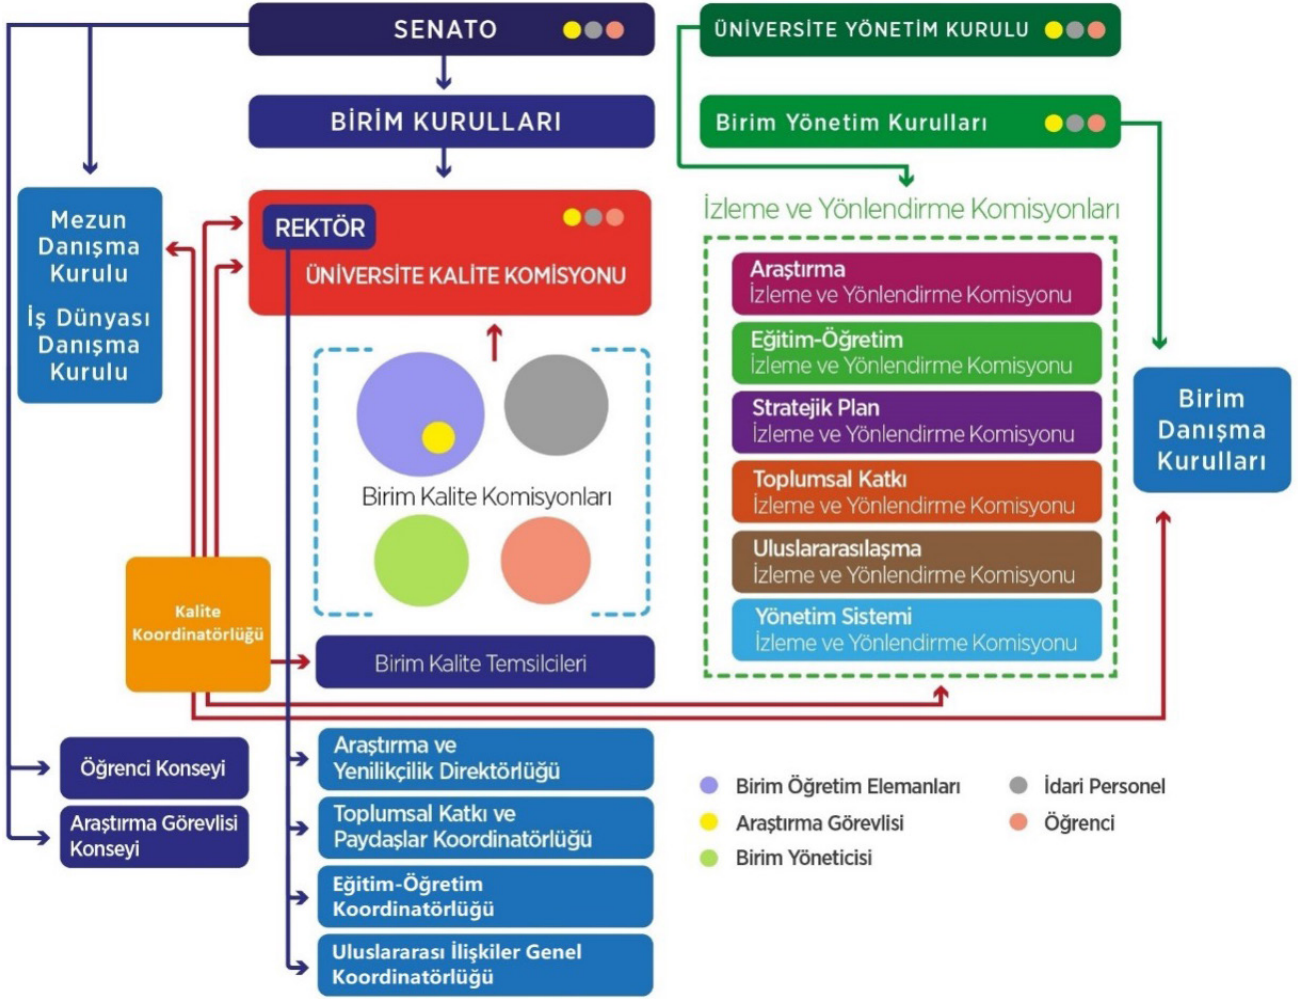 SENATO
ÜNİVERSİTE YÖNETİM KURULU
BİRİM KURULLARI
Birim Yönetim Kurulları
Mezun
Danışma
Kurulu
İş Dünyası
Danışma
Kurulu
REKTÖR
ÜNİVERSİTE KALİTE KOMİSYONU
İzleme ve Yönlendirme Komisyonları
Araştırma
İzleme ve Yönlendirme Komisyonu
Eğitim-Öğretim
İzleme ve Yönlendirme Komisyonu
Stratejik Plan
İzleme ve Yönlendirme Komisyonu
Toplumsal Katkı
İzleme ve Yönlendirme Komisyonu
Uluslararasılaşma
İzleme ve Yönlendirme Komisyonu
Yönetim Sistemi
İzleme ve Yönlendirme Komisyonu
Birim
Danışma
Kurulları
Birim Kalite Komisyonları
Kalite
Koordinatörlüğü
Birim Kalite Temsilcileri
Öğrenci Konseyi
Araştırma Görevlisi
Konseyi
Araştırma ve
Yenilikçilik Direktörlüğü
Toplumsal Katkı ve
Paydaşlar Koordinatörlüğü
Eğitim-Öğretim
Koordinatörlüğü
Uluslararası İlişkiler Genel
Koordinatörlüğü
Birim Öğretim Elemanları
Araştırma Görevlisi
Birim Yöneticisi
İdari Personel
Öğrenci